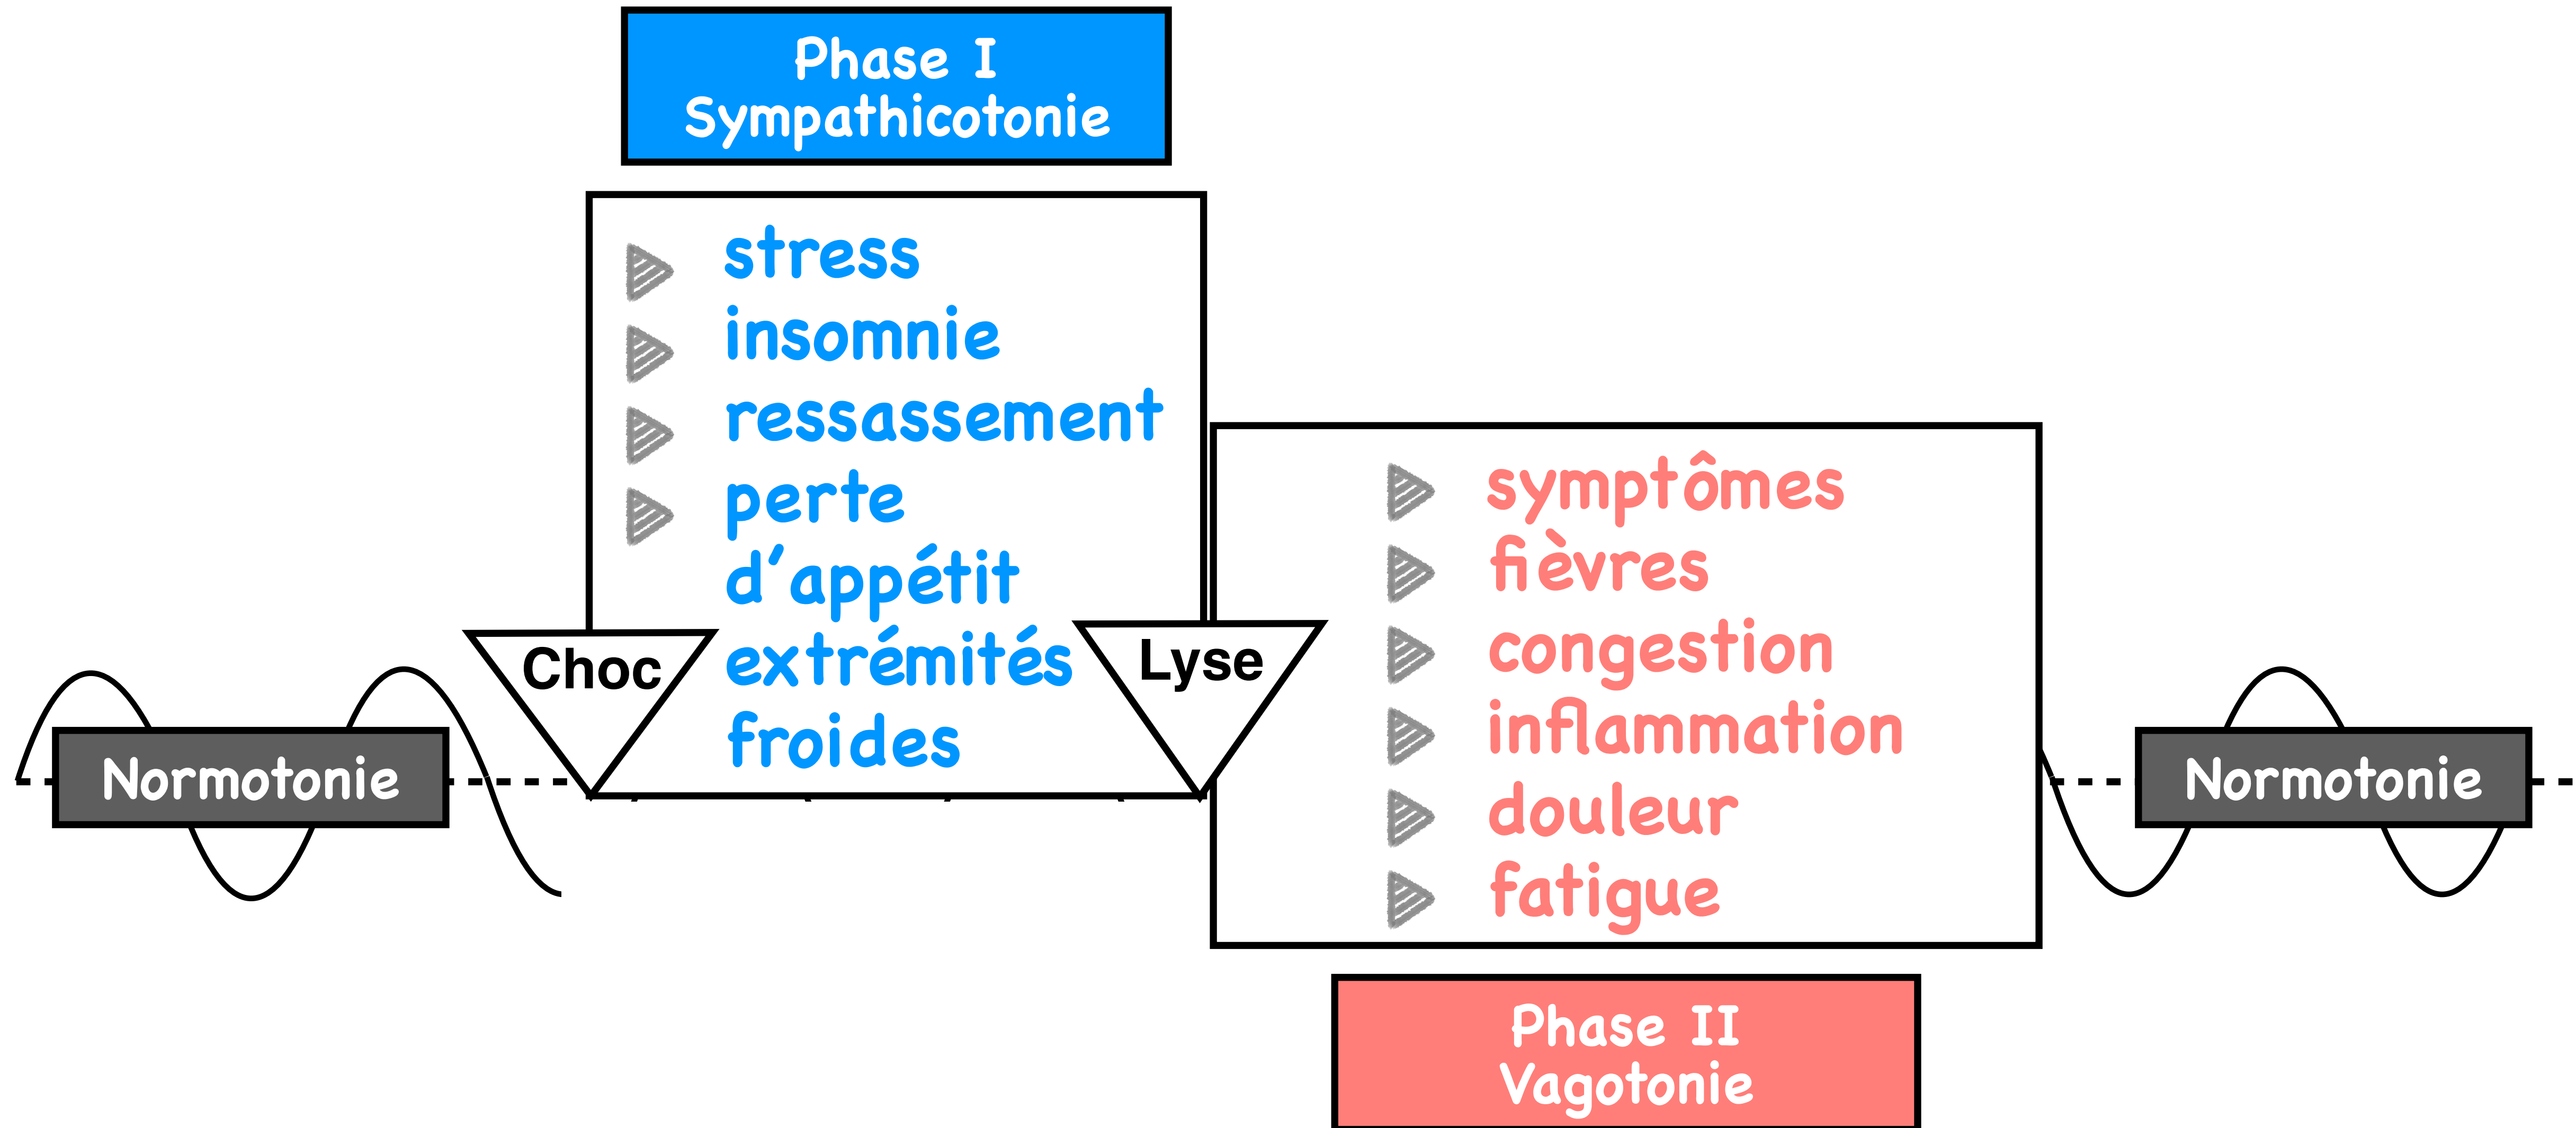 Phase I
Sympathicotonie
stress
insomnie
ressassement
perte
d'appétit
extrémités
froides
Choc
Lyse
Normotonie
symptômes
fièvres
congestion
inflammation
douleur
fatigue
Normotonie
Phase II
Vagotonie